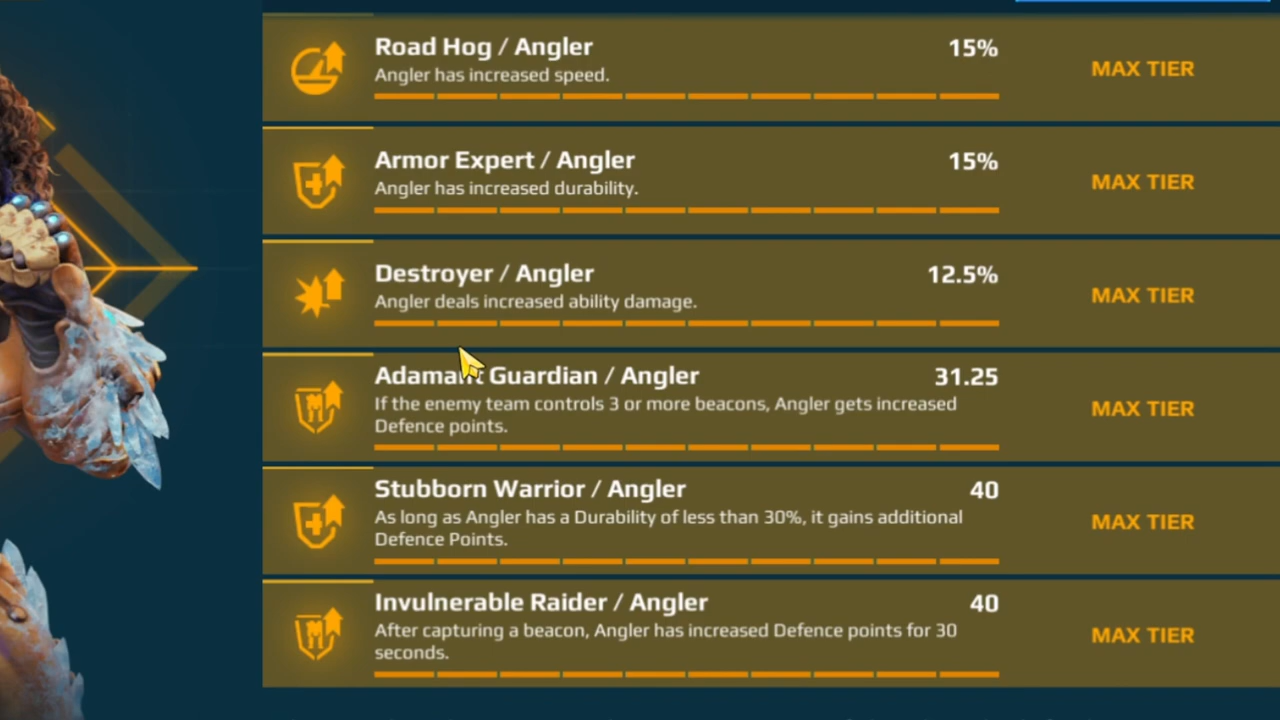 Road Hog / Angler
15%
MAX TIER
Angler has increased speed.
Armor Expert / Angler
15%
MAX TIER
Angler has increased durability.
Destroyer / Angler
12.5%
MAX TIER
Angler deals increased ability damage.
Adamant Guardian / Angler
31.25
MAX TIER
If the enemy team controls 3 or more beacons, Angler gets increased
Defence points.
Stubborn Warrior / Angler
40
MAX TIER
As long as Angler has a Durability of less than 30%, it gains additional
Defence Points.
Invulnerable Raider / Angler
40
MAX TIER
After capturing a beacon, Angler has increased Defence points for 30
seconds.